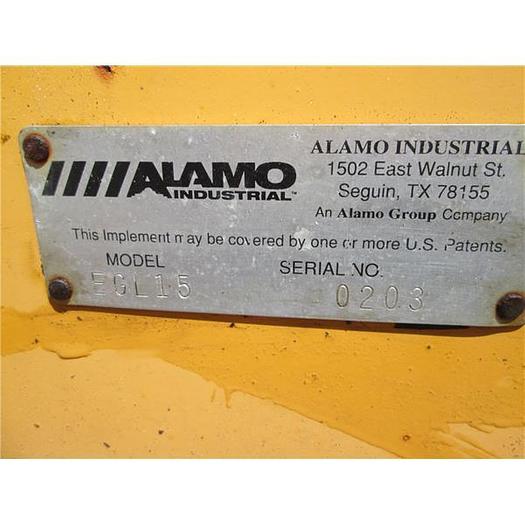 ALAMO
INDUSTRIAL™
ALAMO INDUSTRIAL
1502 East Walnut St.
Seguin, TX 78155
An Alamo Group Company
This Implement may be covered by one or more U.S. Patents.
MODEL SERIAL NO.
EGL15 0203